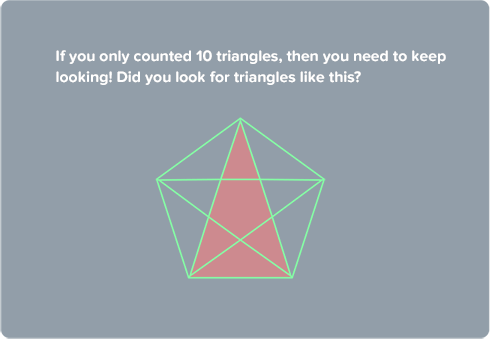 If you only counted 10 triangles, then you need to keep
looking! Did you look for triangles like this?